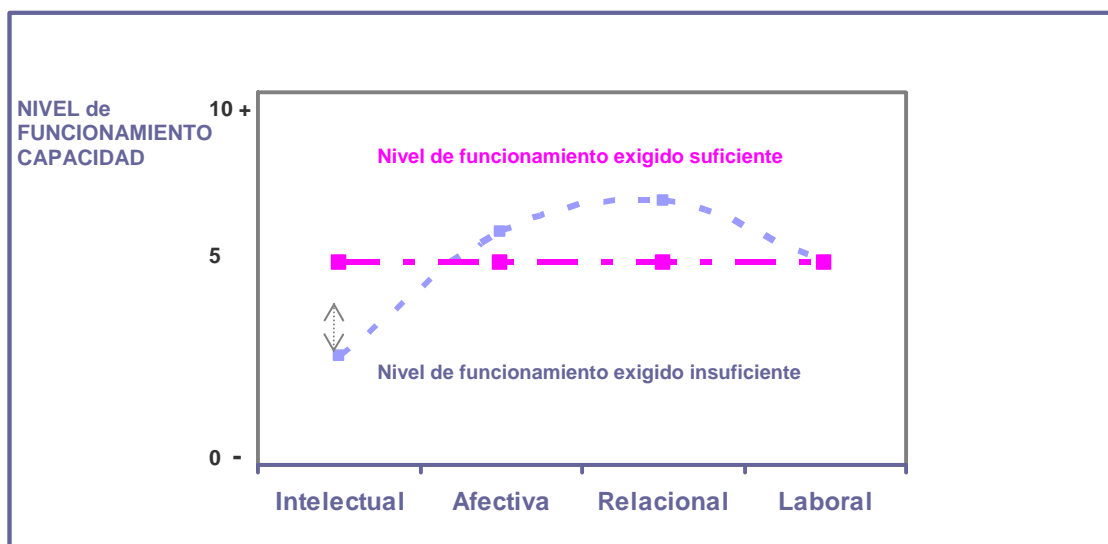 NIVEL de
FUNCIONAMIENTO
CAPACIDAD
10 +
Nivel de funcionamiento exigido suficiente
5
Nivel de funcionamiento exigido insuficiente
0 -
Intelectual Afectiva Relacional Laboral